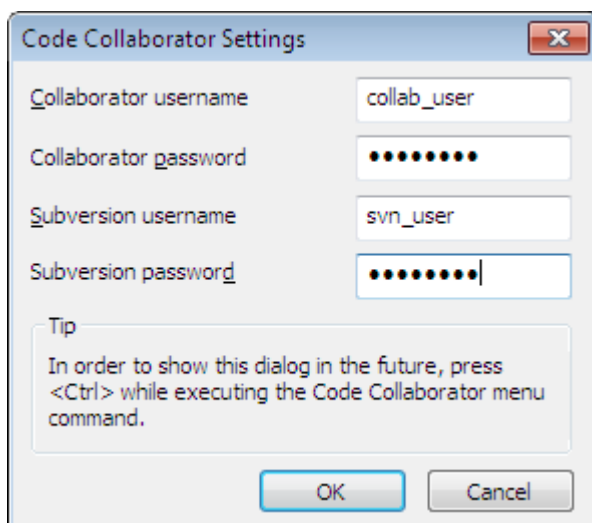 Code Collaborator Settings
Collaborator username collab_user
Collaborator password ●●●●●●●●
Subversion username svn_user
Subversion password ●●●●●●●●
Tip
In order to show this dialog in the future, press
<Ctrl> while executing the Code Collaborator menu
command.
OK Cancel